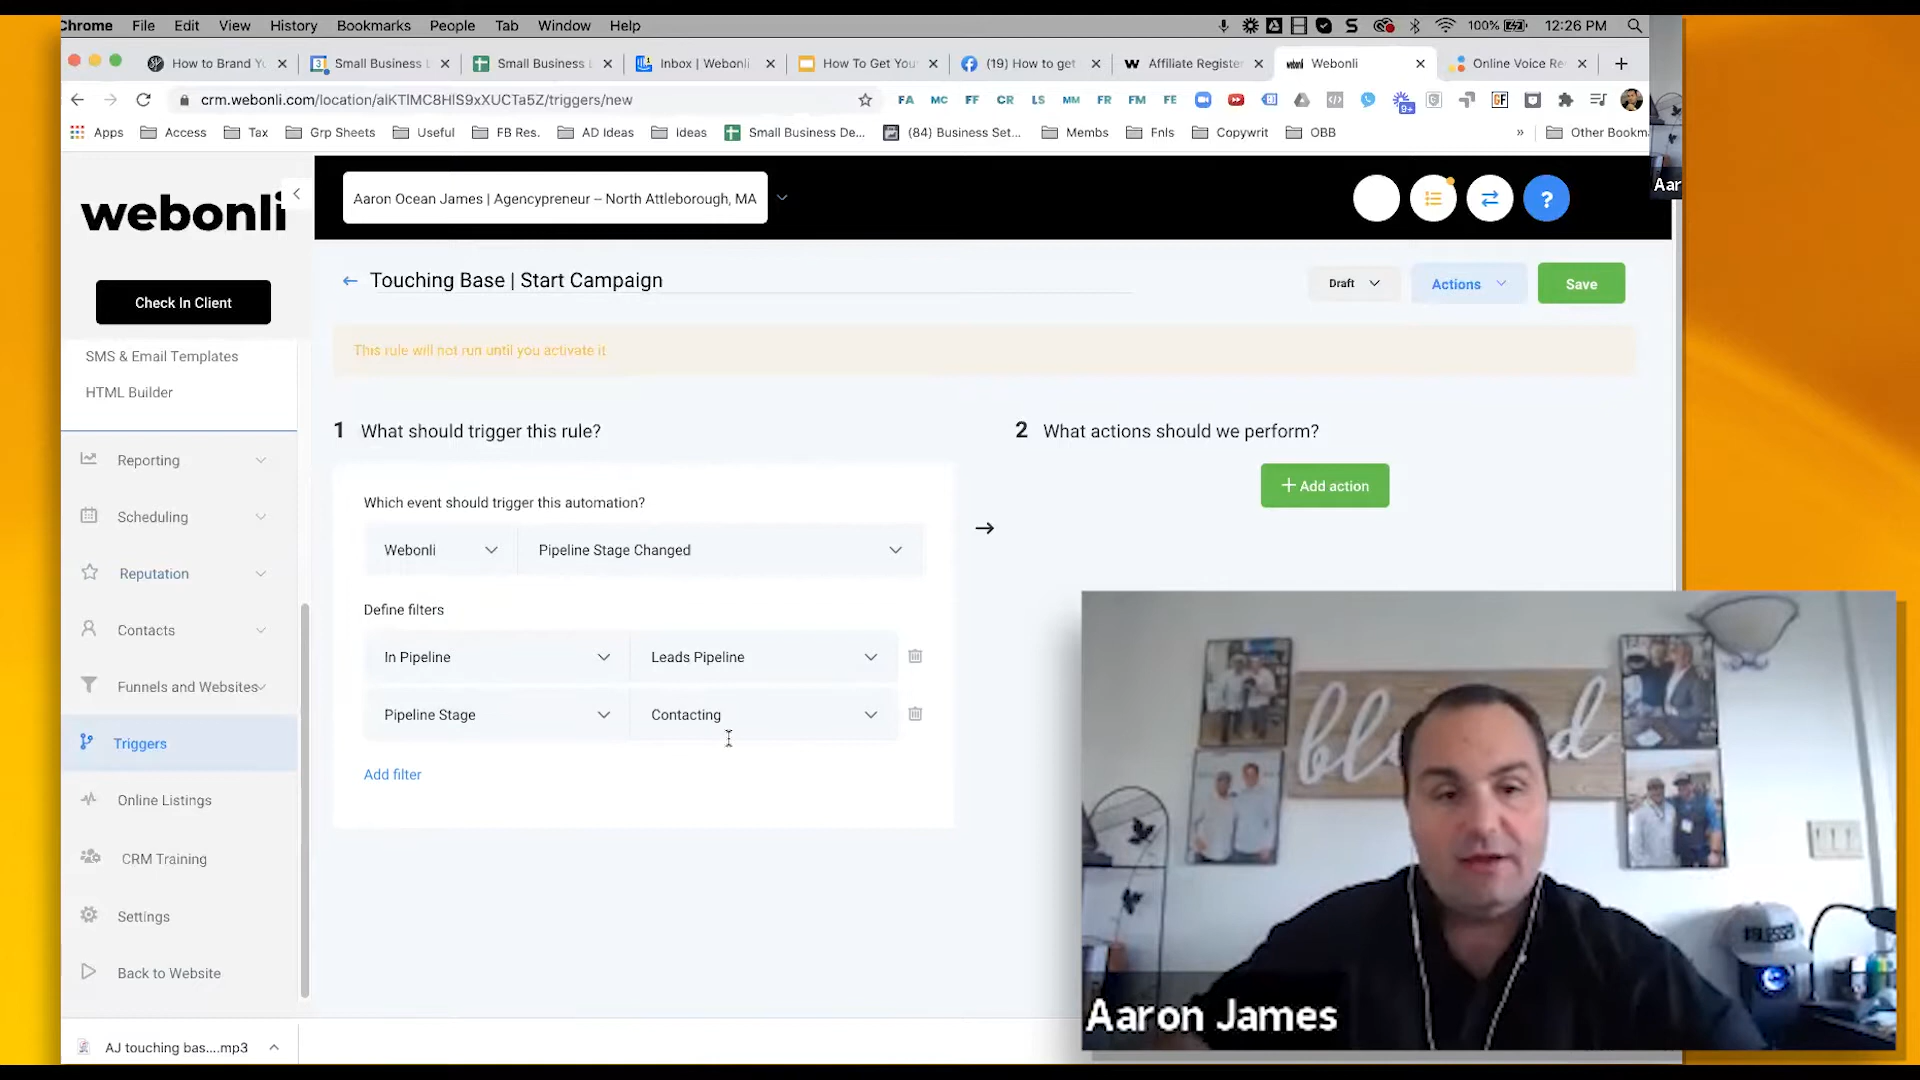 Chrome File Edit View History Bookmarks People Tab Window Help 100% 12:26 PM
How to Brand Yo Small Business L Small Business L Inbox | Webonli How To Get You (19) How to get Affiliate Register Webonli Online Voice Re
crm.webonli.com/location/alKTlMC8HlS9xXUCTa5Z/triggers/new
FA MC FF CR LS MM FR FM FE 9+ GF
Apps Access Tax Grp Sheets Useful FB Res. AD Ideas Ideas Small Business De... (84) Business Set... Membs Fnls Copywrit OBB » Other Bookm
webonli
Aaron Ocean James | Agencypreneur -- North Attleborough, MA
?
Aar
Check In Client
SMS & Email Templates
HTML Builder
Reporting
Scheduling
Reputation
Contacts
Funnels and Websites
Triggers
Online Listings
CRM Training
Settings
Back to Website
Touching Base | Start Campaign
Draft
Actions
Save
This rule will not run until you activate it
1 What should trigger this rule?
Which event should trigger this automation?
Webonli Pipeline Stage Changed
Define filters
In Pipeline Leads Pipeline
Pipeline Stage Contacting
Add filter
2 What actions should we perform?
+ Add action
Aaron James
AJ touching bas....mp3